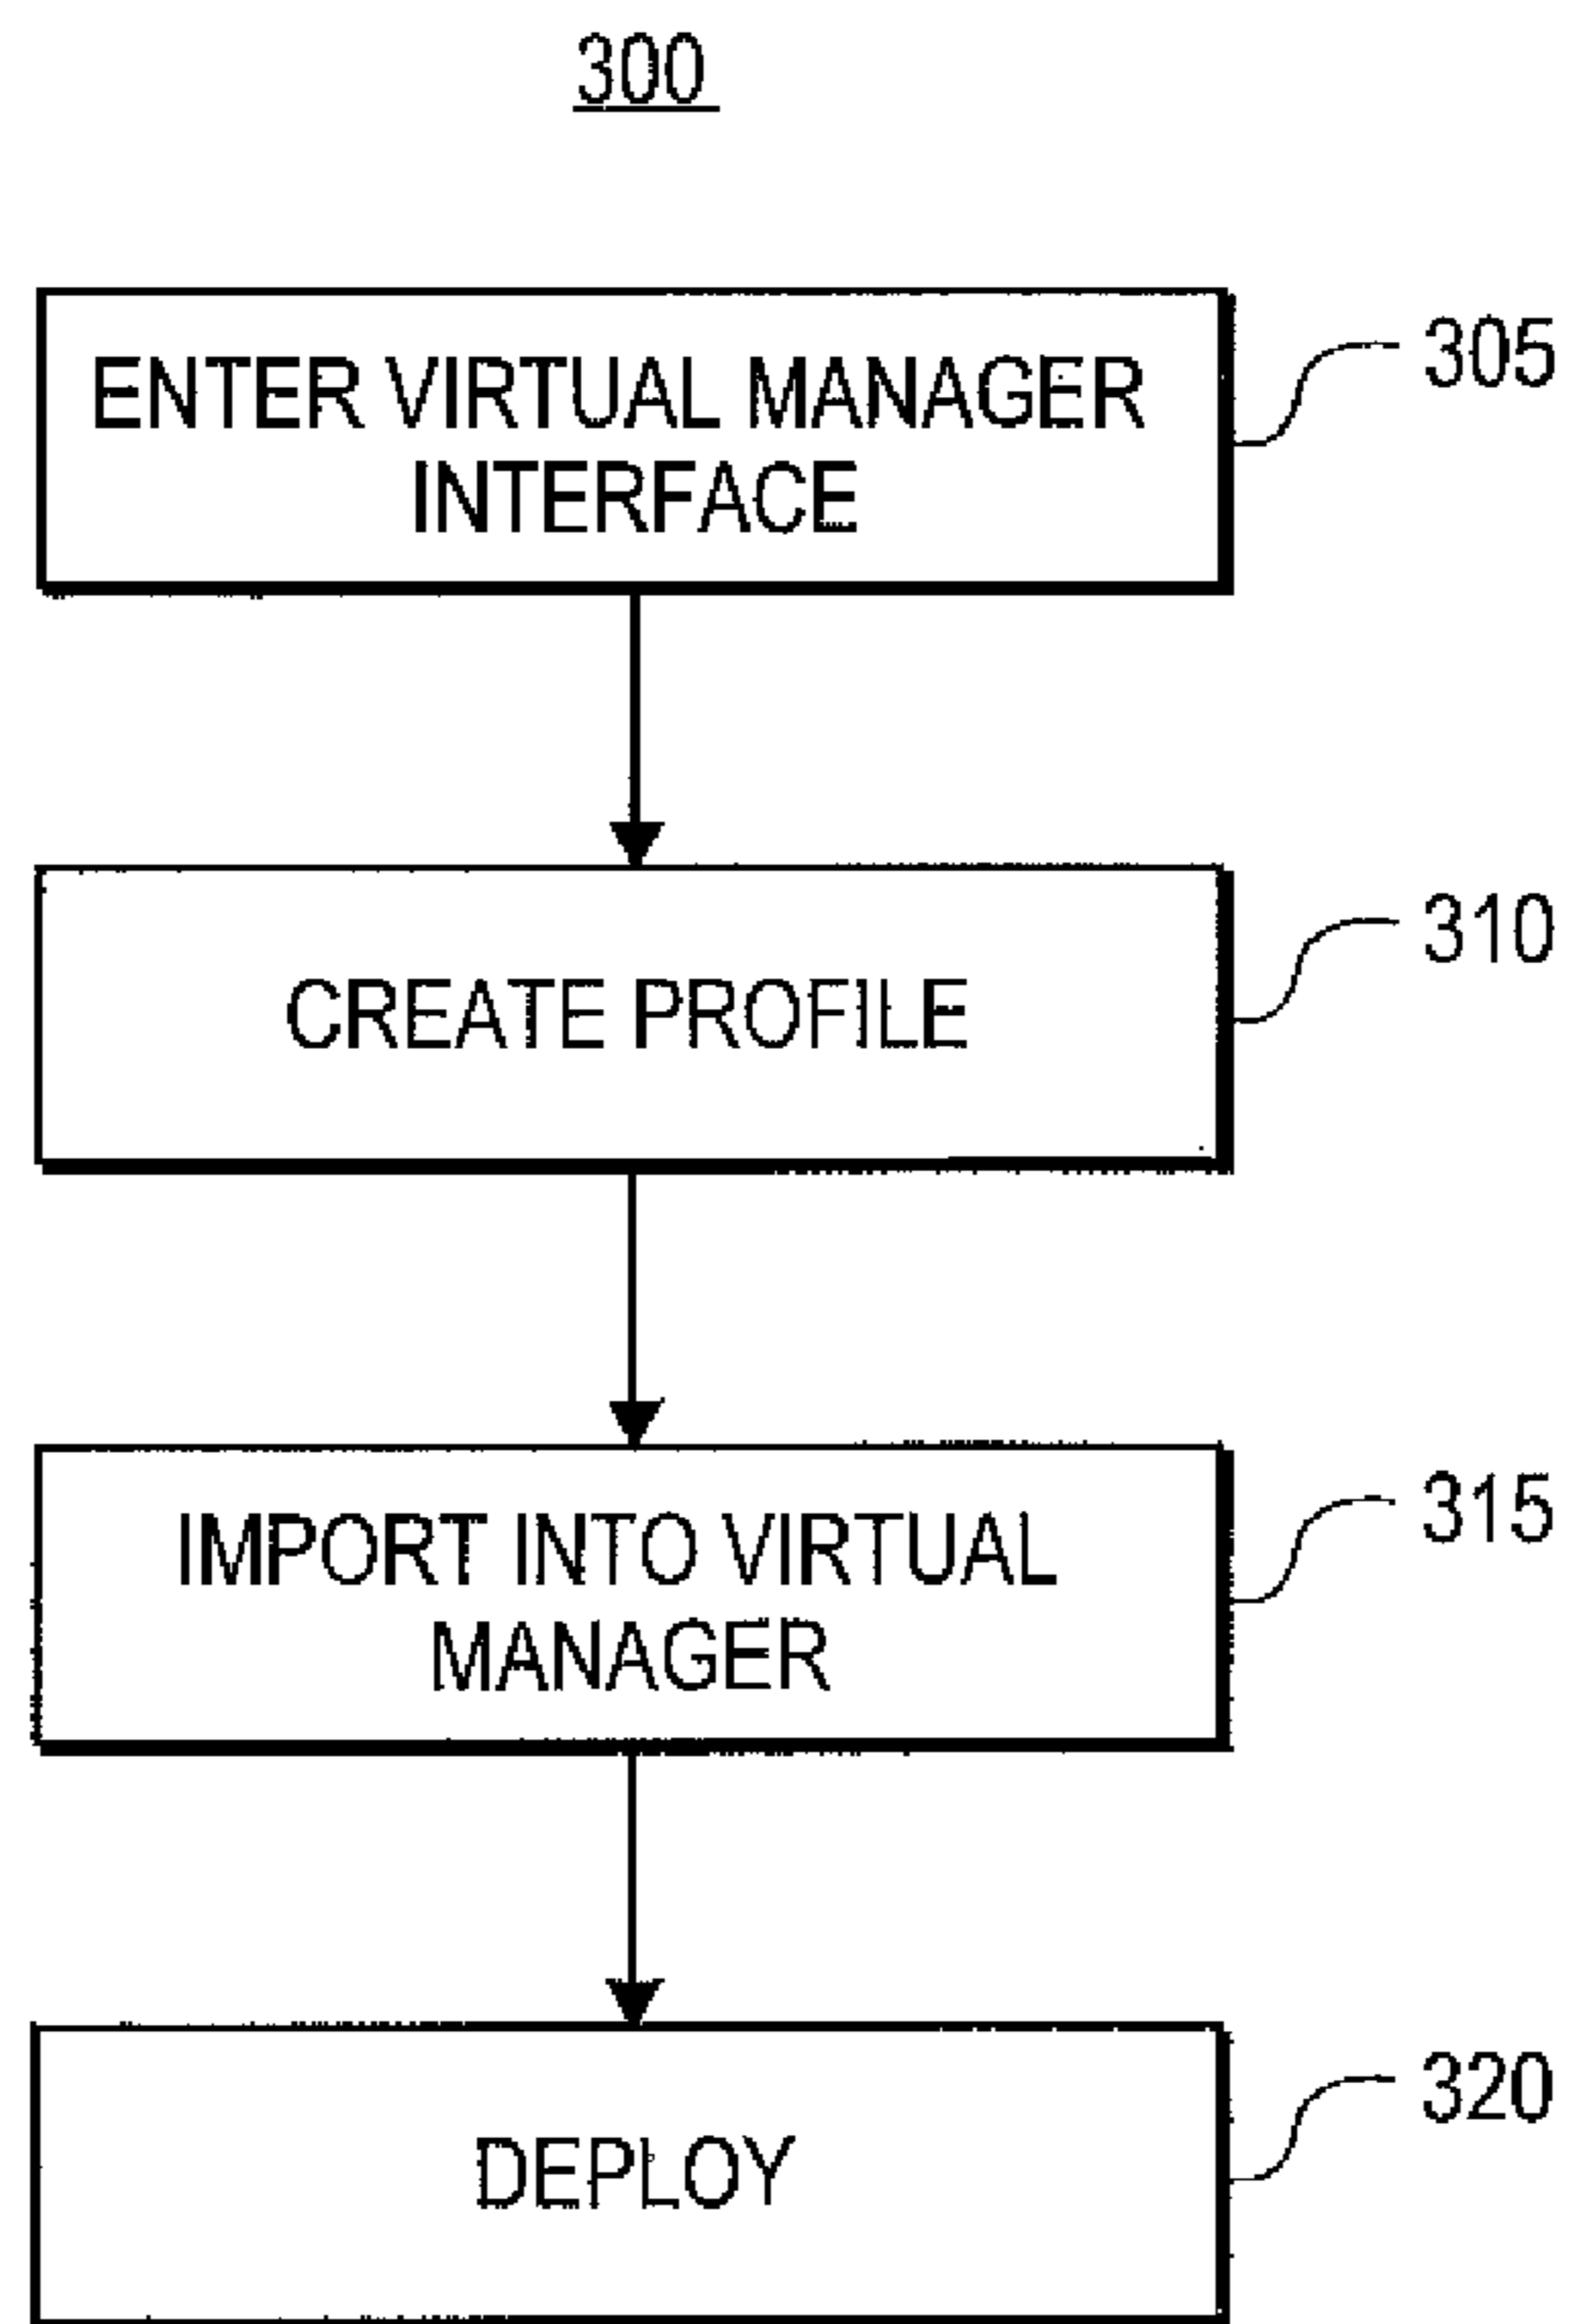 300
ENTER VIRTUAL MANAGER
INTERFACE
305
CREATE PROFILE
310
IMPORT INTO VIRTUAL
MANAGER
315
DEPLOY
320